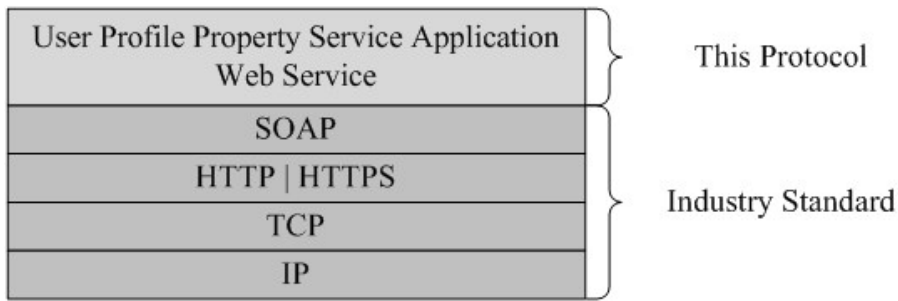 User Profile Property Service Application
Web Service
This Protocol
SOAP
HTTP | HTTPS
TCP
IP
Industry Standard